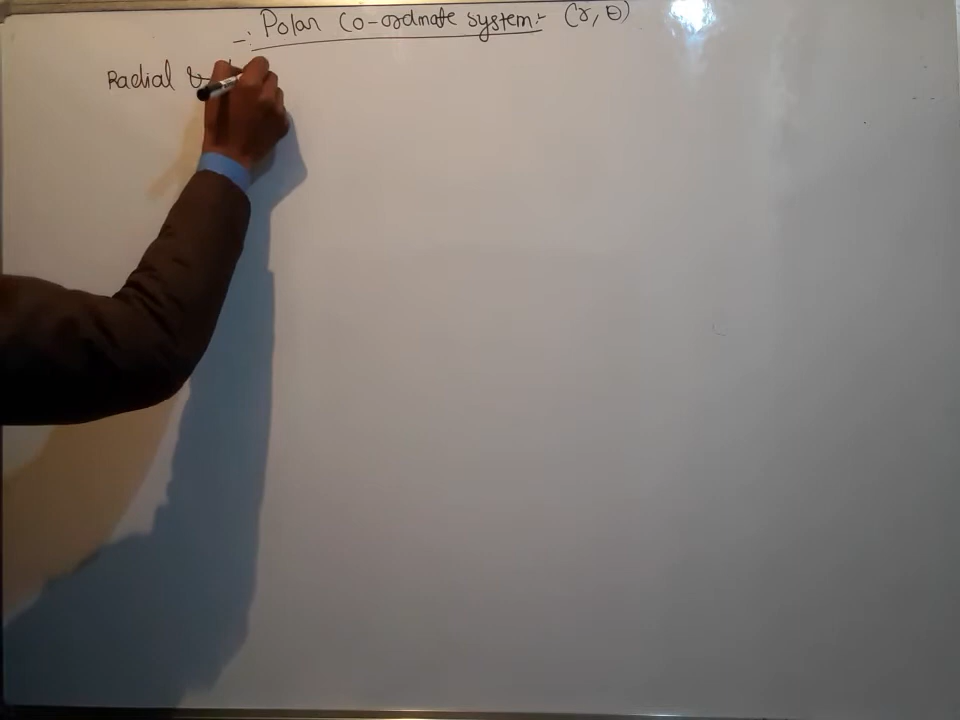 -: Polar Co-ordinate system:- (r, θ)
Radial &